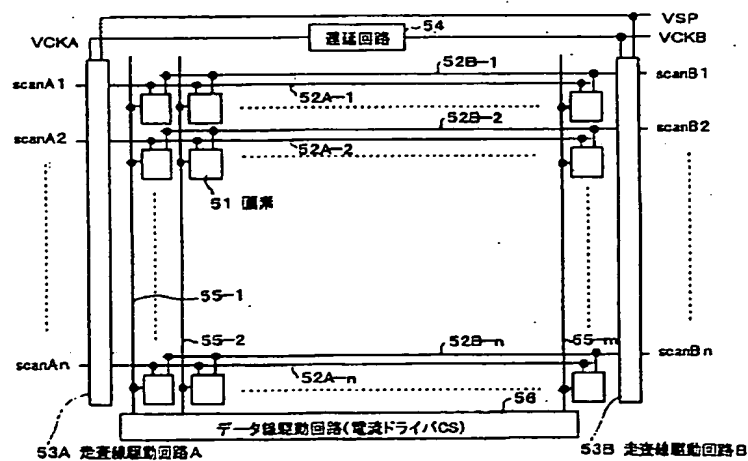 54
VSP
VCKA
遅延回路
VCKB
52B-1
scanA1
scanB1
52A-1
52B-2
scanA2
scanB2
52A-2
51 画素
55-1
55-2
52B-n
55-m
scanAn
scanBn
52A-n
56
データ線駆動回路(電流ドライバCS)
53A 走査線駆動回路A
53B 走査線駆動回路B